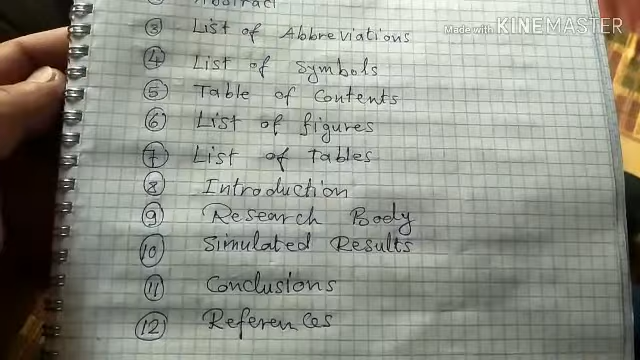 Abstract
Made with KINEMASTER
③ List of Abbreviations
④ List of Symbols
⑤ Table of Contents
⑥ List of figures
⑦ List of Tables
⑧ Introduction
⑨ Research Body
⑩ Simulated Results
⑪ Conclusions
⑫ References